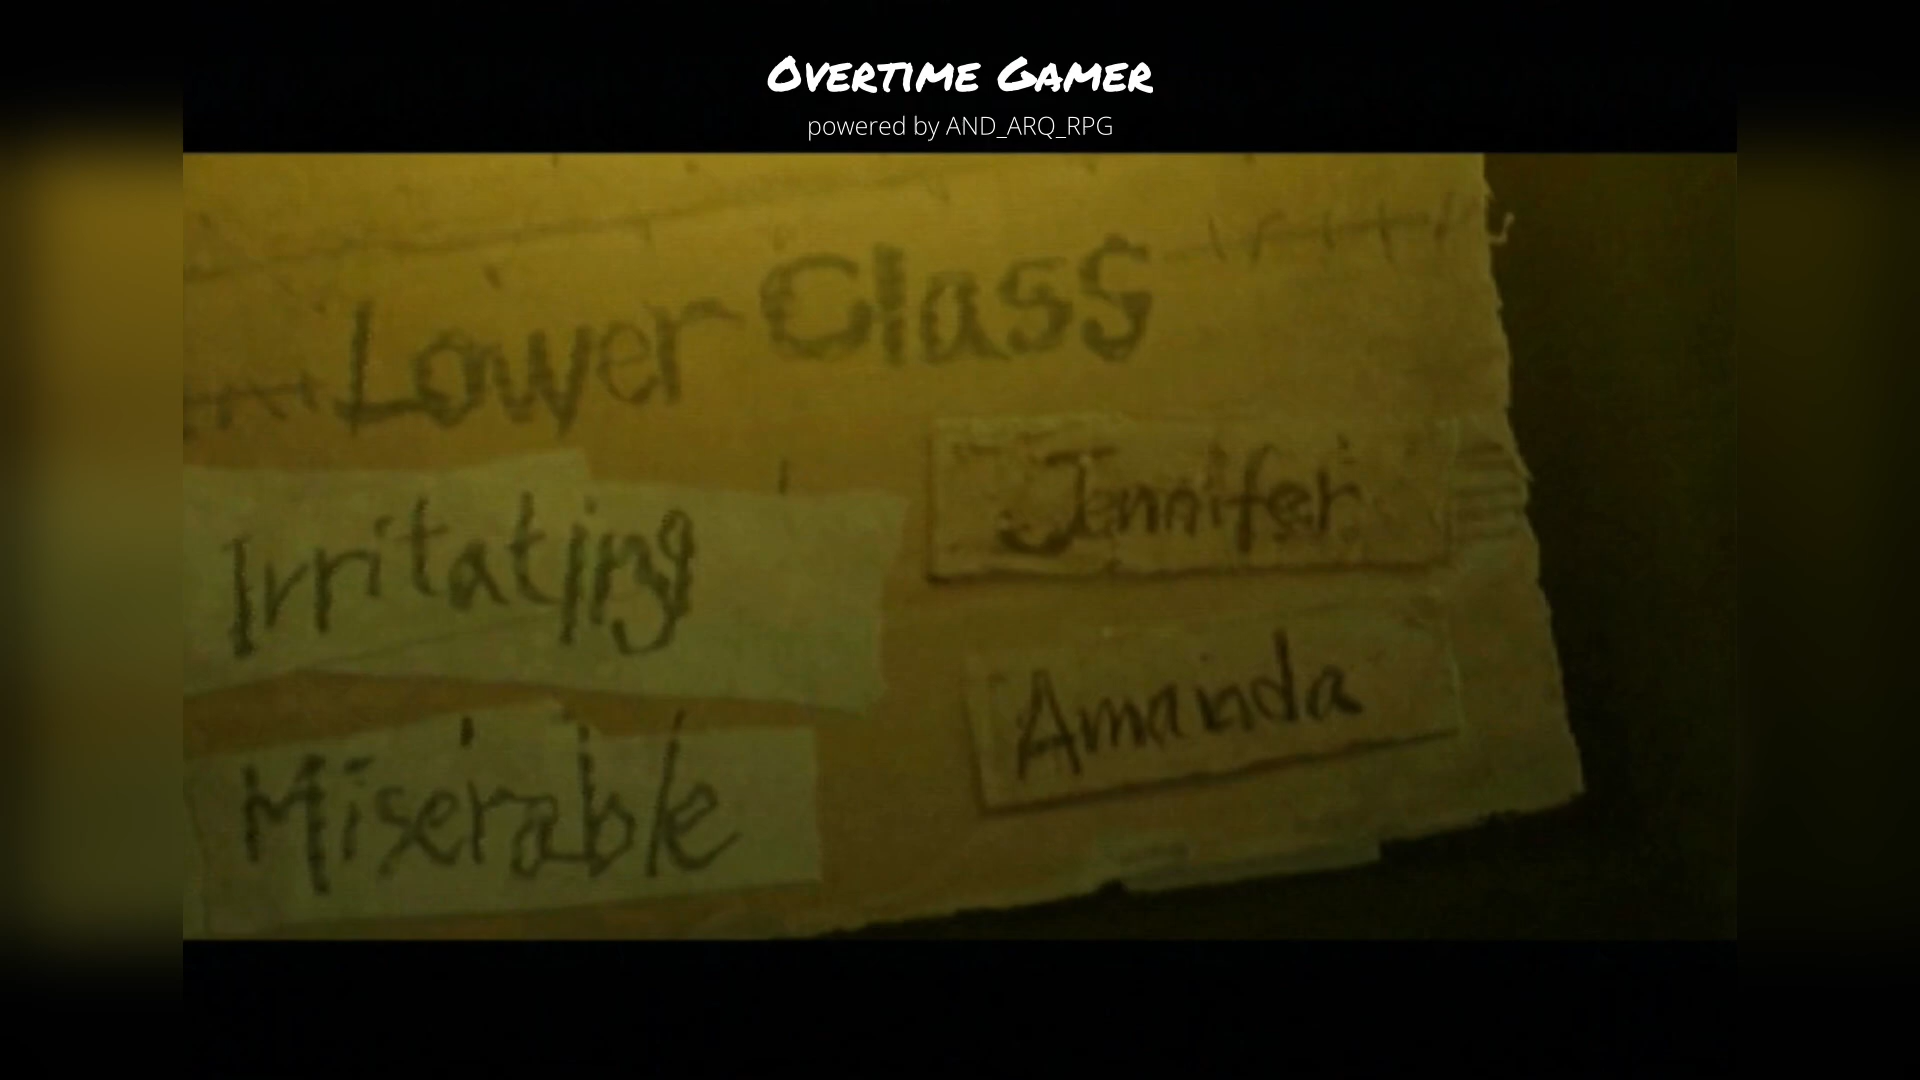 Overtime Gamer
powered by AND_ARQ_RPG
Lower Class
Irritating
Jennifer
Miserable
Amanda